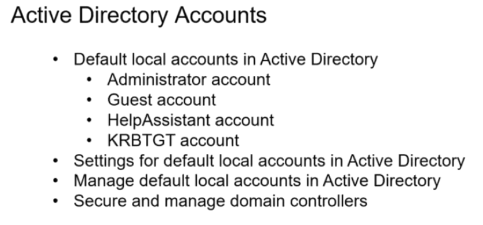 Active Directory Accounts
• Default local accounts in Active Directory
• Administrator account
• Guest account
• HelpAssistant account
• KRBTGT account
• Settings for default local accounts in Active Directory
• Manage default local accounts in Active Directory
• Secure and manage domain controllers